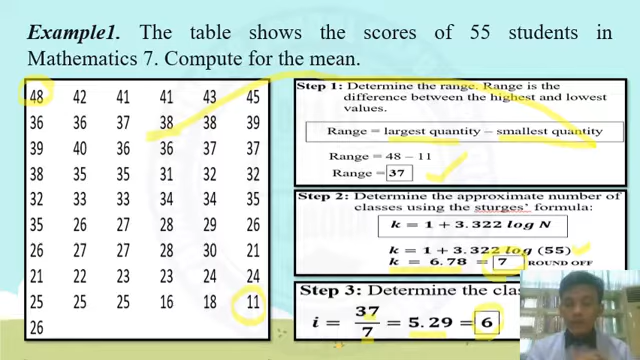 Example1. The table shows the scores of 55 students in
Mathematics 7. Compute for the mean.
48 42 41 41 43 45
36 36 37 38 38 39
39 40 36 36 37 37
38 35 35 31 32 32
32 33 33 34 34 35
35 26 27 28 29 26
26 27 27 28 30 21
21 22 23 23 24 24
25 25 25 16 18 11
26
Step 1: Determine the range. Range is the
difference between the highest and lowest
values.
Range = largest quantity – smallest quantity
Range = 48 – 11
Range = 37
Step 2: Determine the approximate number of
classes using the sturges' formula:
k = 1 + 3.322 log N
k = 1 + 3.322 log (55)
k = 6.78 = 7 ROUND OFF
Step 3: Determine the
i = 37/7 = 5.29 = 6